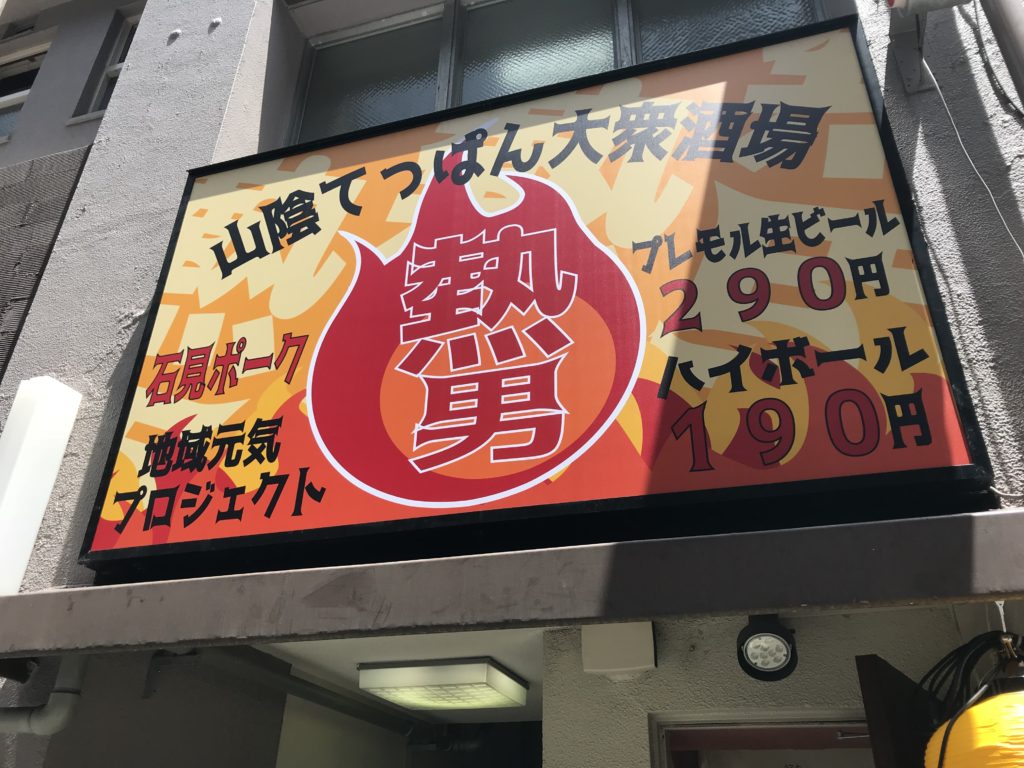 山陰てっぱん大衆酒場
熱男
石見ポーク
地域元気
プロジェクト
プレモル生ビール
290円
ハイボール
190円